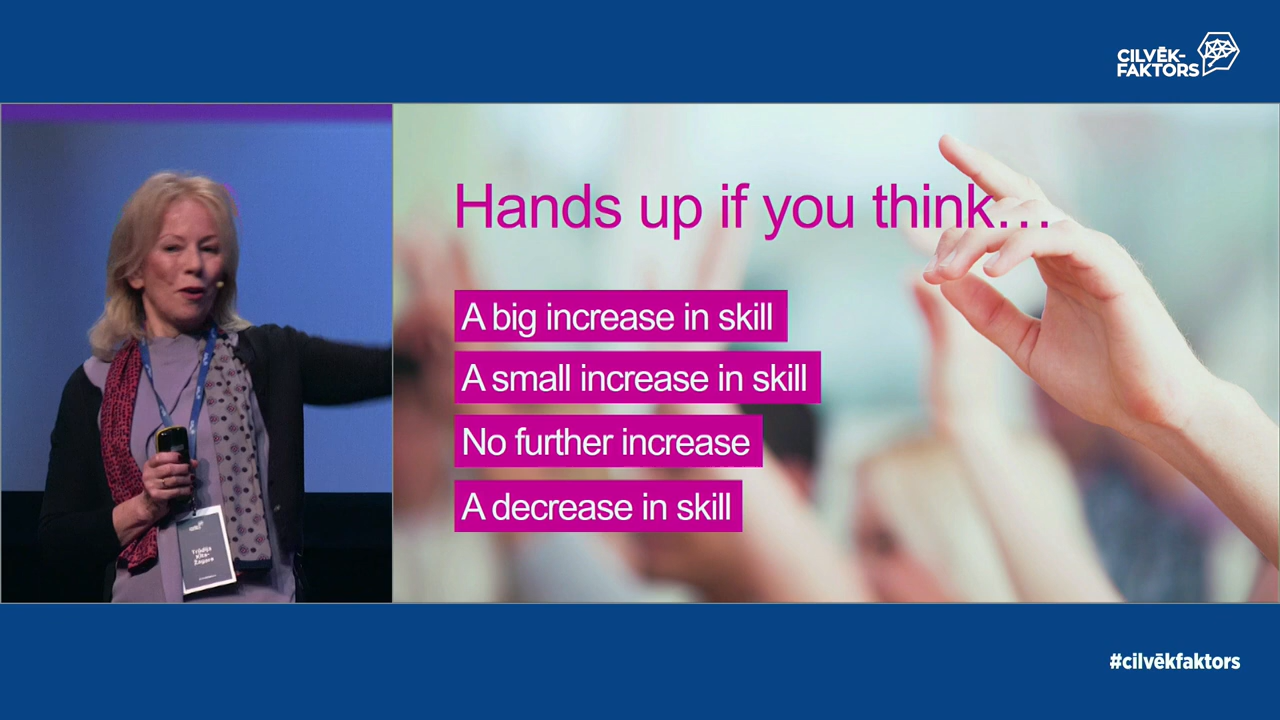 CILVĒK-
FAKTORS
Hands up if you think…
A big increase in skill
A small increase in skill
No further increase
A decrease in skill
#cilvēkfaktors